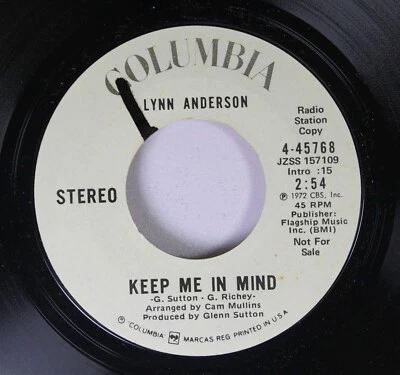 COLUMBIA
LYNN ANDERSON
Radio
Station
Copy
4-45768
JZSS 157109
Intro :15
2:54
℗ 1972 CBS, Inc.
45 RPM
Publisher:
Flagship Music
Inc. (BMI)
Not For
Sale
STEREO
KEEP ME IN MIND
-G. Sutton - G. Richey-
Arranged by Cam Mullins
Produced by Glenn Sutton
® "COLUMBIA", MARCAS REG. PRINTED IN U.S.A.